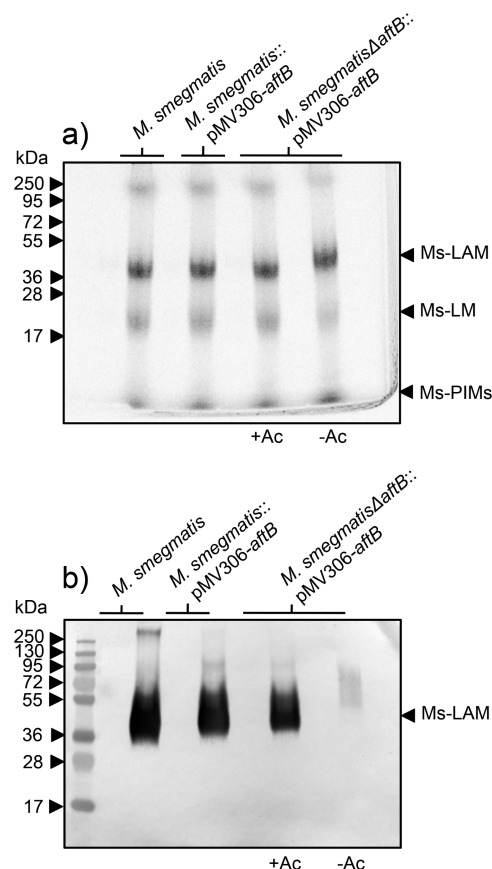 a)
M. smegmatis
M. smegmatis::
pMV306-aftB
M. smegmatisΔaftB::
pMV306-aftB
kDa
250
95
72
55
36
28
17
Ms-LAM
Ms-LM
Ms-PIMs
+Ac -Ac
b)
M. smegmatis
M. smegmatis::
pMV306-aftB
M. smegmatisΔaftB::
pMV306-aftB
kDa
250
130
95
72
55
36
28
17
Ms-LAM
+Ac -Ac